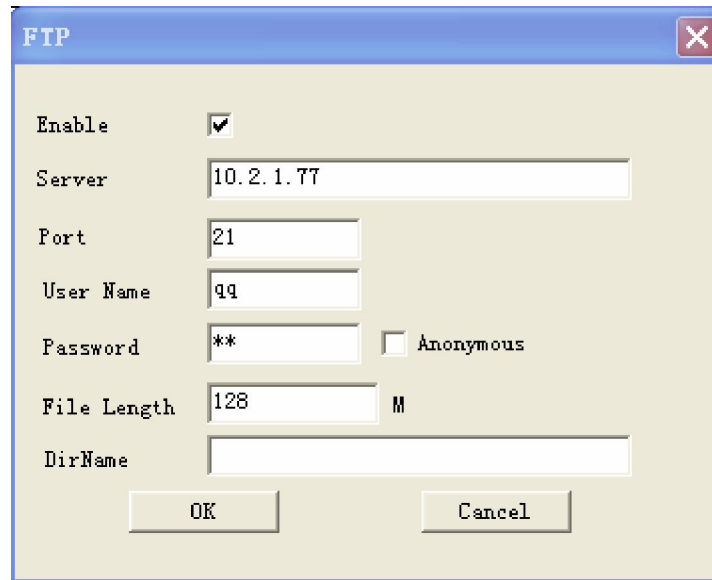 FTP
Enable
Server 10.2.1.77
Port 21
User Name qq
Password ** Anonymous
File Length 128 M
DirName
OK Cancel